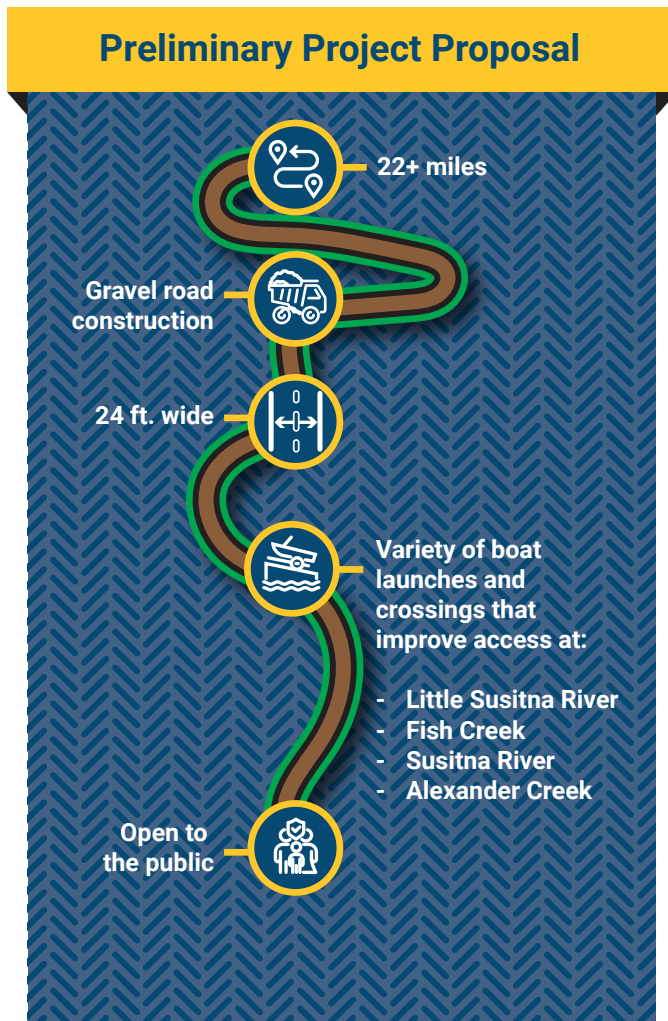 Preliminary Project Proposal
22+ miles
Gravel road
construction
24 ft. wide
Variety of boat
launches and
crossings that
improve access at:
- Little Susitna River
- Fish Creek
- Susitna River
- Alexander Creek
Open to
the public